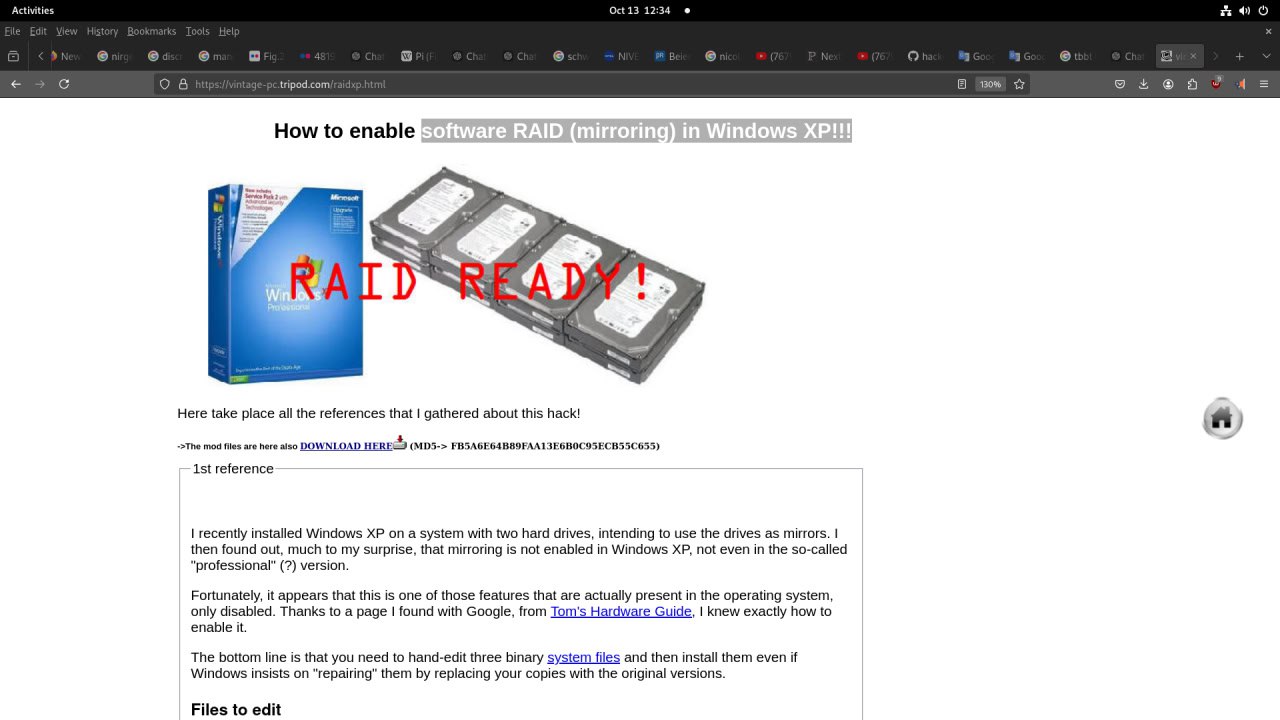 Activities
Oct 13 12:34
File Edit View History Bookmarks Tools Help
New
nirge
disco
man
Fig.2
4819
Chat
Pi (F
Chat
Chat
schw
NIVE
Beie
nicol
(767
Next
(767
hack
Goog
Goog
tbbt
Chat
vi
https://vintage-pc.tripod.com/raidxp.html
130%
9
How to enable software RAID (mirroring) in Windows XP!!!
Microsoft
Service Pack 2 with
Advanced Security
Technologies
Upgrade
Windows
Professional
RAID READY!
Here take place all the references that I gathered about this hack!
->The mod files are here also DOWNLOAD HERE (MD5-> FB5A6E64B89FAA13E6B0C95ECB55C655)
1st reference
I recently installed Windows XP on a system with two hard drives, intending to use the drives as mirrors. I
then found out, much to my surprise, that mirroring is not enabled in Windows XP, not even in the so-called
"professional" (?) version.
Fortunately, it appears that this is one of those features that are actually present in the operating system,
only disabled. Thanks to a page I found with Google, from Tom's Hardware Guide, I knew exactly how to
enable it.
The bottom line is that you need to hand-edit three binary system files and then install them even if
Windows insists on "repairing" them by replacing your copies with the original versions.
Files to edit